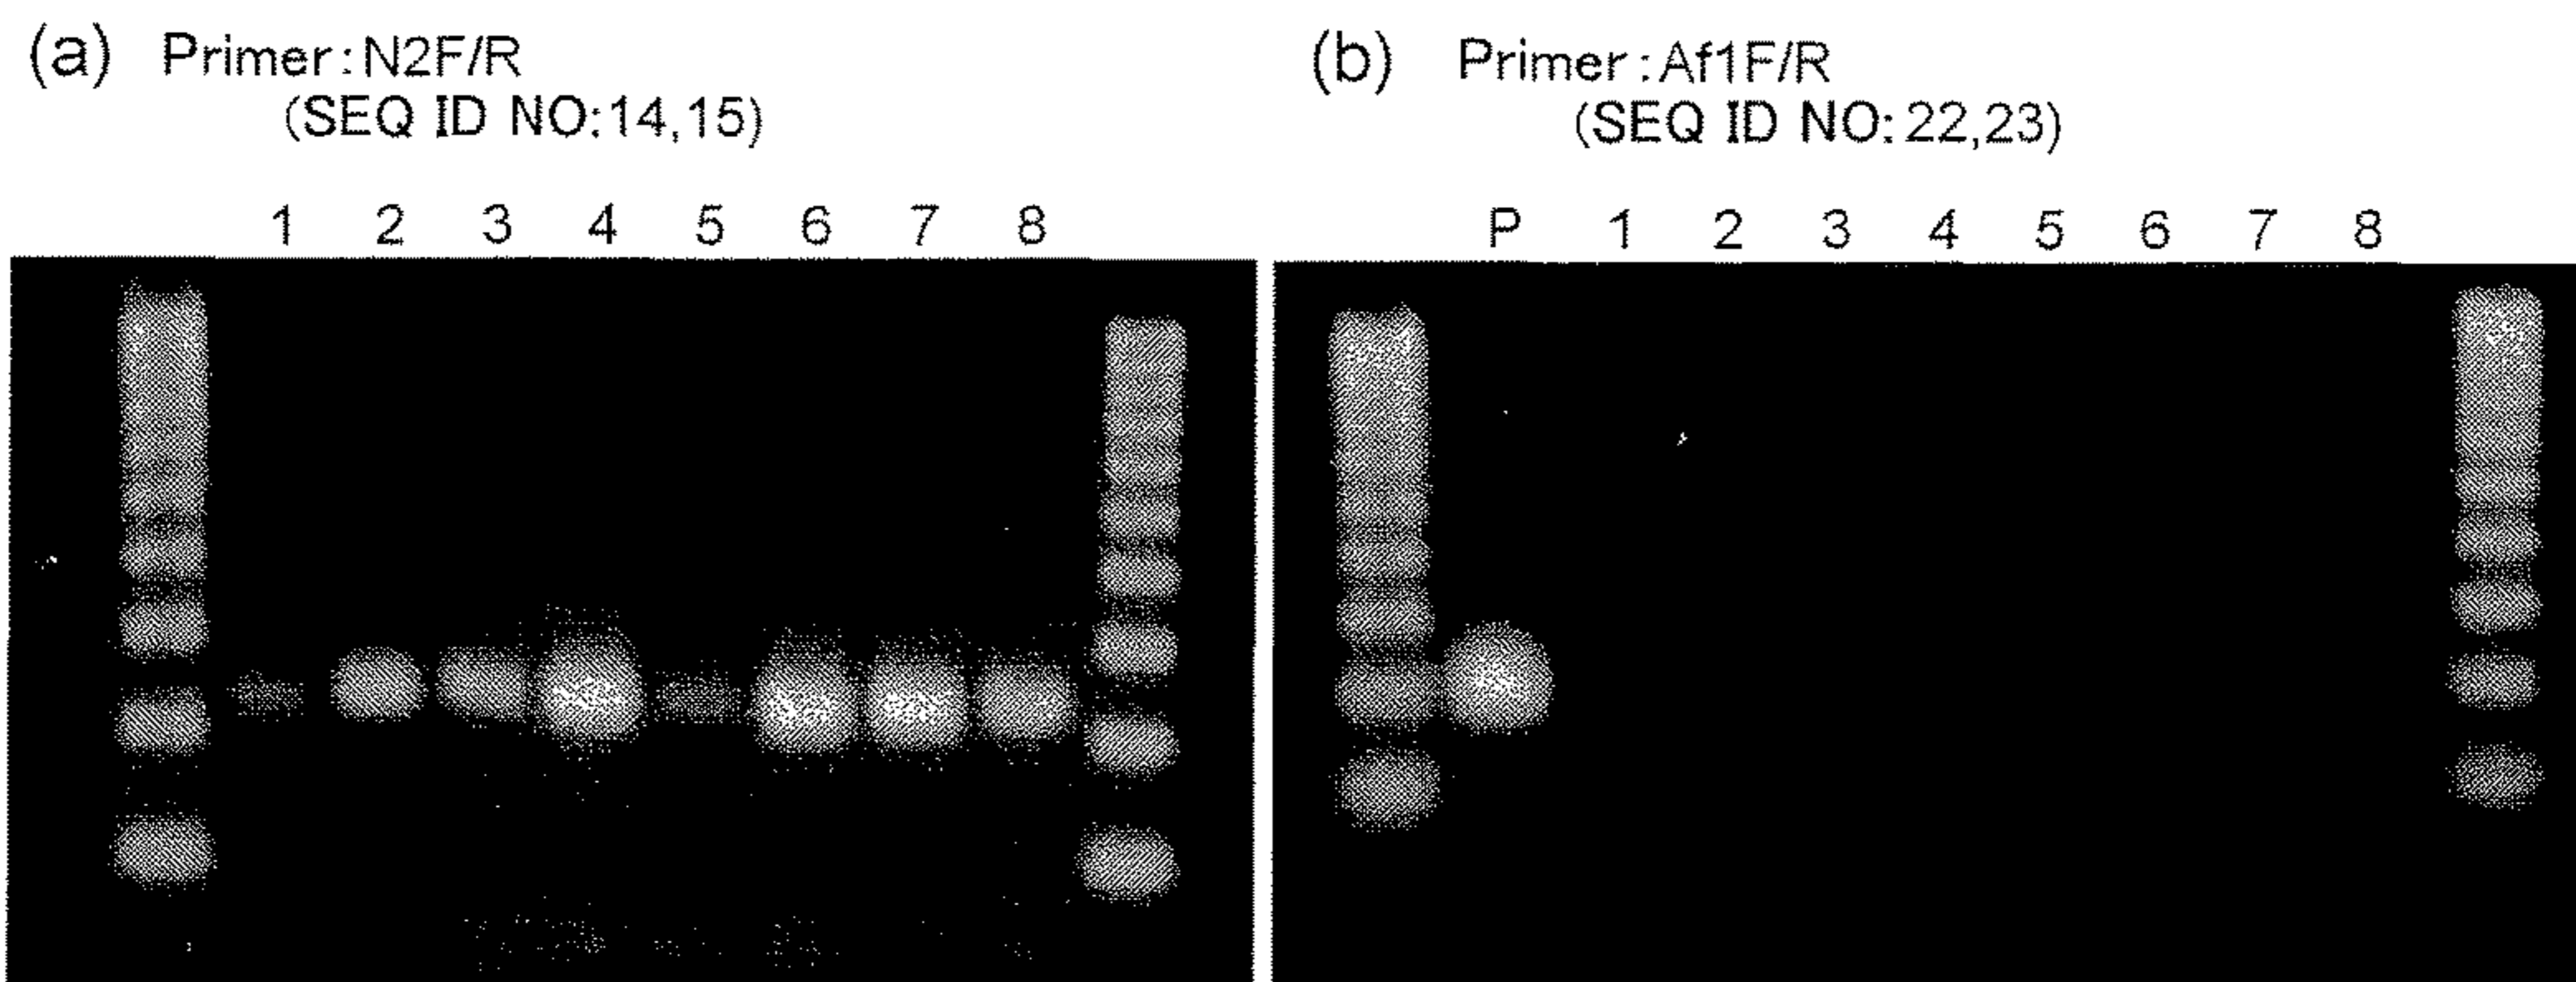 (a) Primer:N2F/R
(SEQ ID NO:14,15)
1 2 3 4 5 6 7 8
(b) Primer:Af1F/R
(SEQ ID NO:22,23)
P 1 2 3 4 5 6 7 8